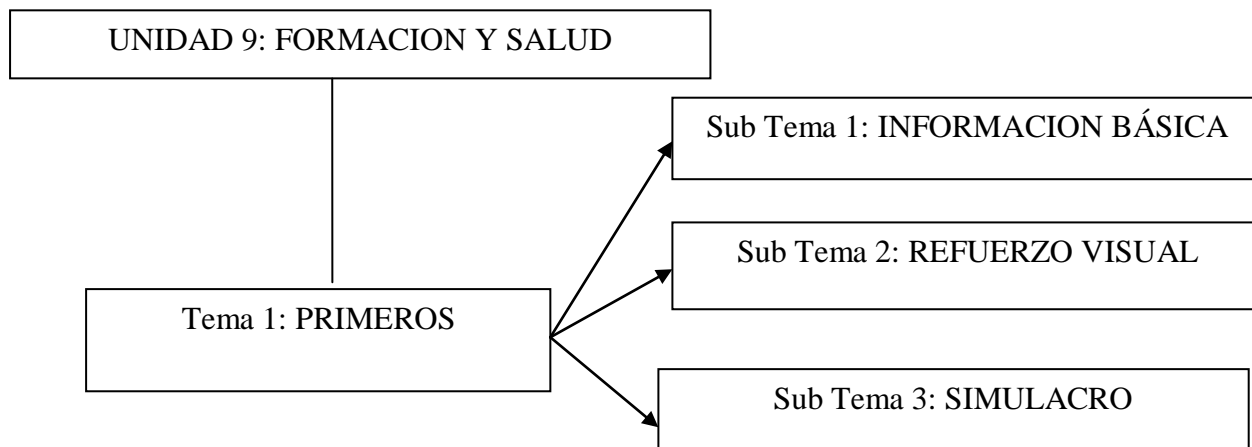 UNIDAD 9: FORMACION Y SALUD
Sub Tema 1: INFORMACION BÁSICA
Sub Tema 2: REFUERZO VISUAL
Tema 1: PRIMEROS
Sub Tema 3: SIMULACRO